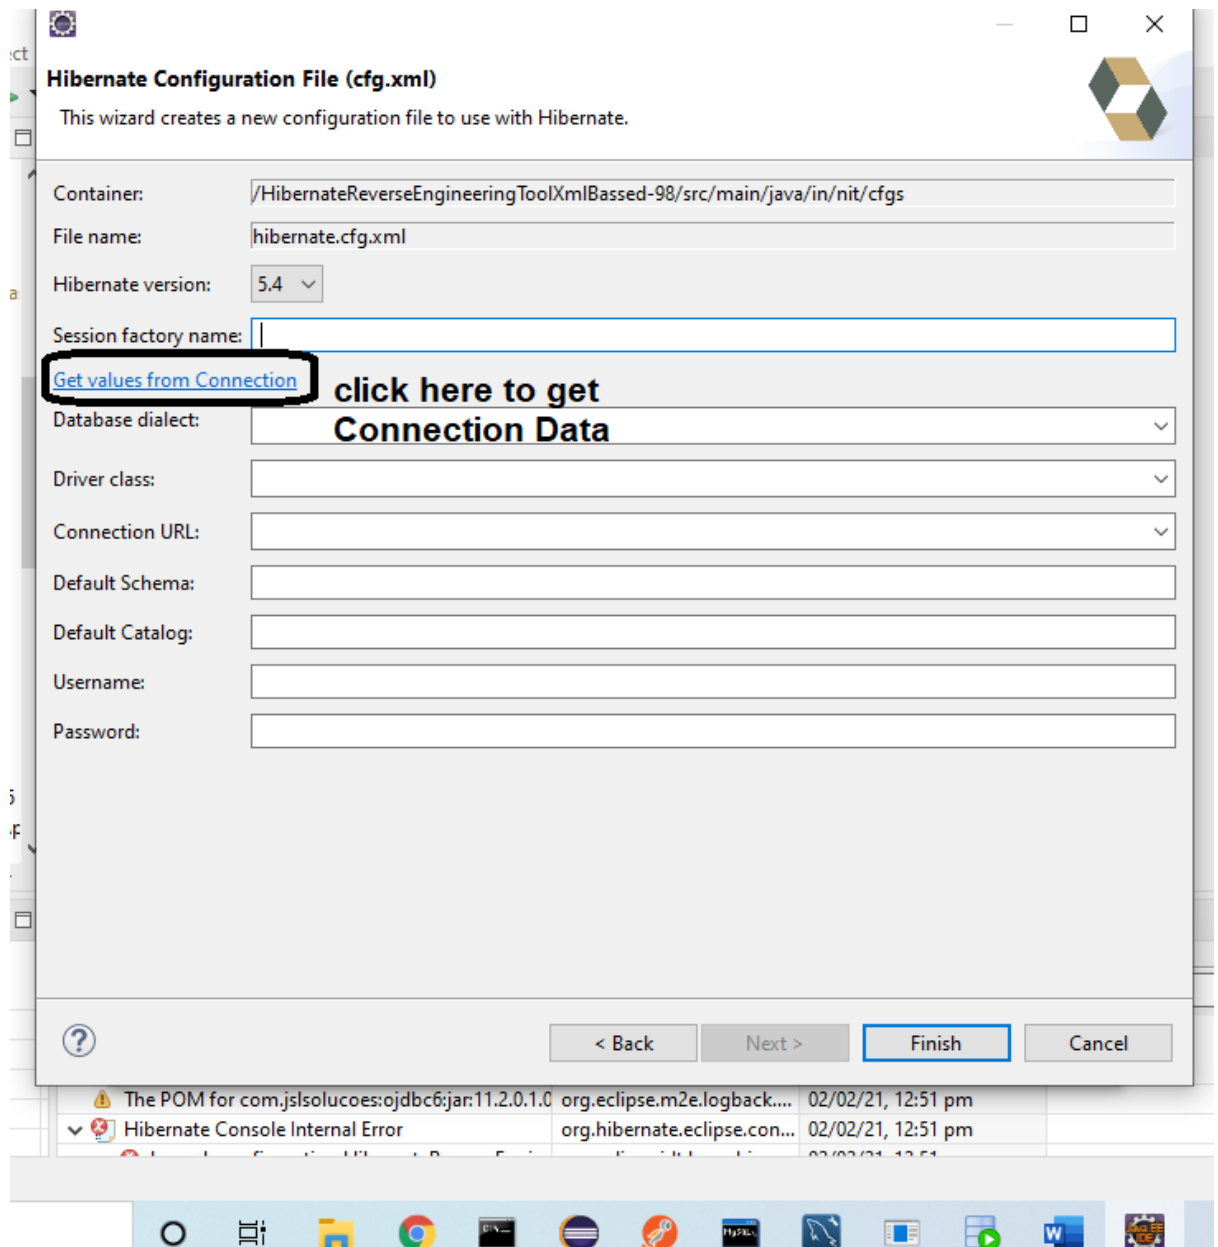 ect
Hibernate Configuration File (cfg.xml)
This wizard creates a new configuration file to use with Hibernate.
Container: /HibernateReverseEngineeringToolXmlBassed-98/src/main/java/in/nit/cfgs
File name: hibernate.cfg.xml
Hibernate version: 5.4
Session factory name:
Get values from Connection
click here to get
Connection Data
Database dialect:
Driver class:
Connection URL:
Default Schema:
Default Catalog:
Username:
Password:
< Back Next > Finish Cancel
The POM for com.jslsolucoes:ojdbc6:jar:11.2.0.1.0 org.eclipse.m2e.logback.... 02/02/21, 12:51 pm
Hibernate Console Internal Error org.hibernate.eclipse.con... 02/02/21, 12:51 pm